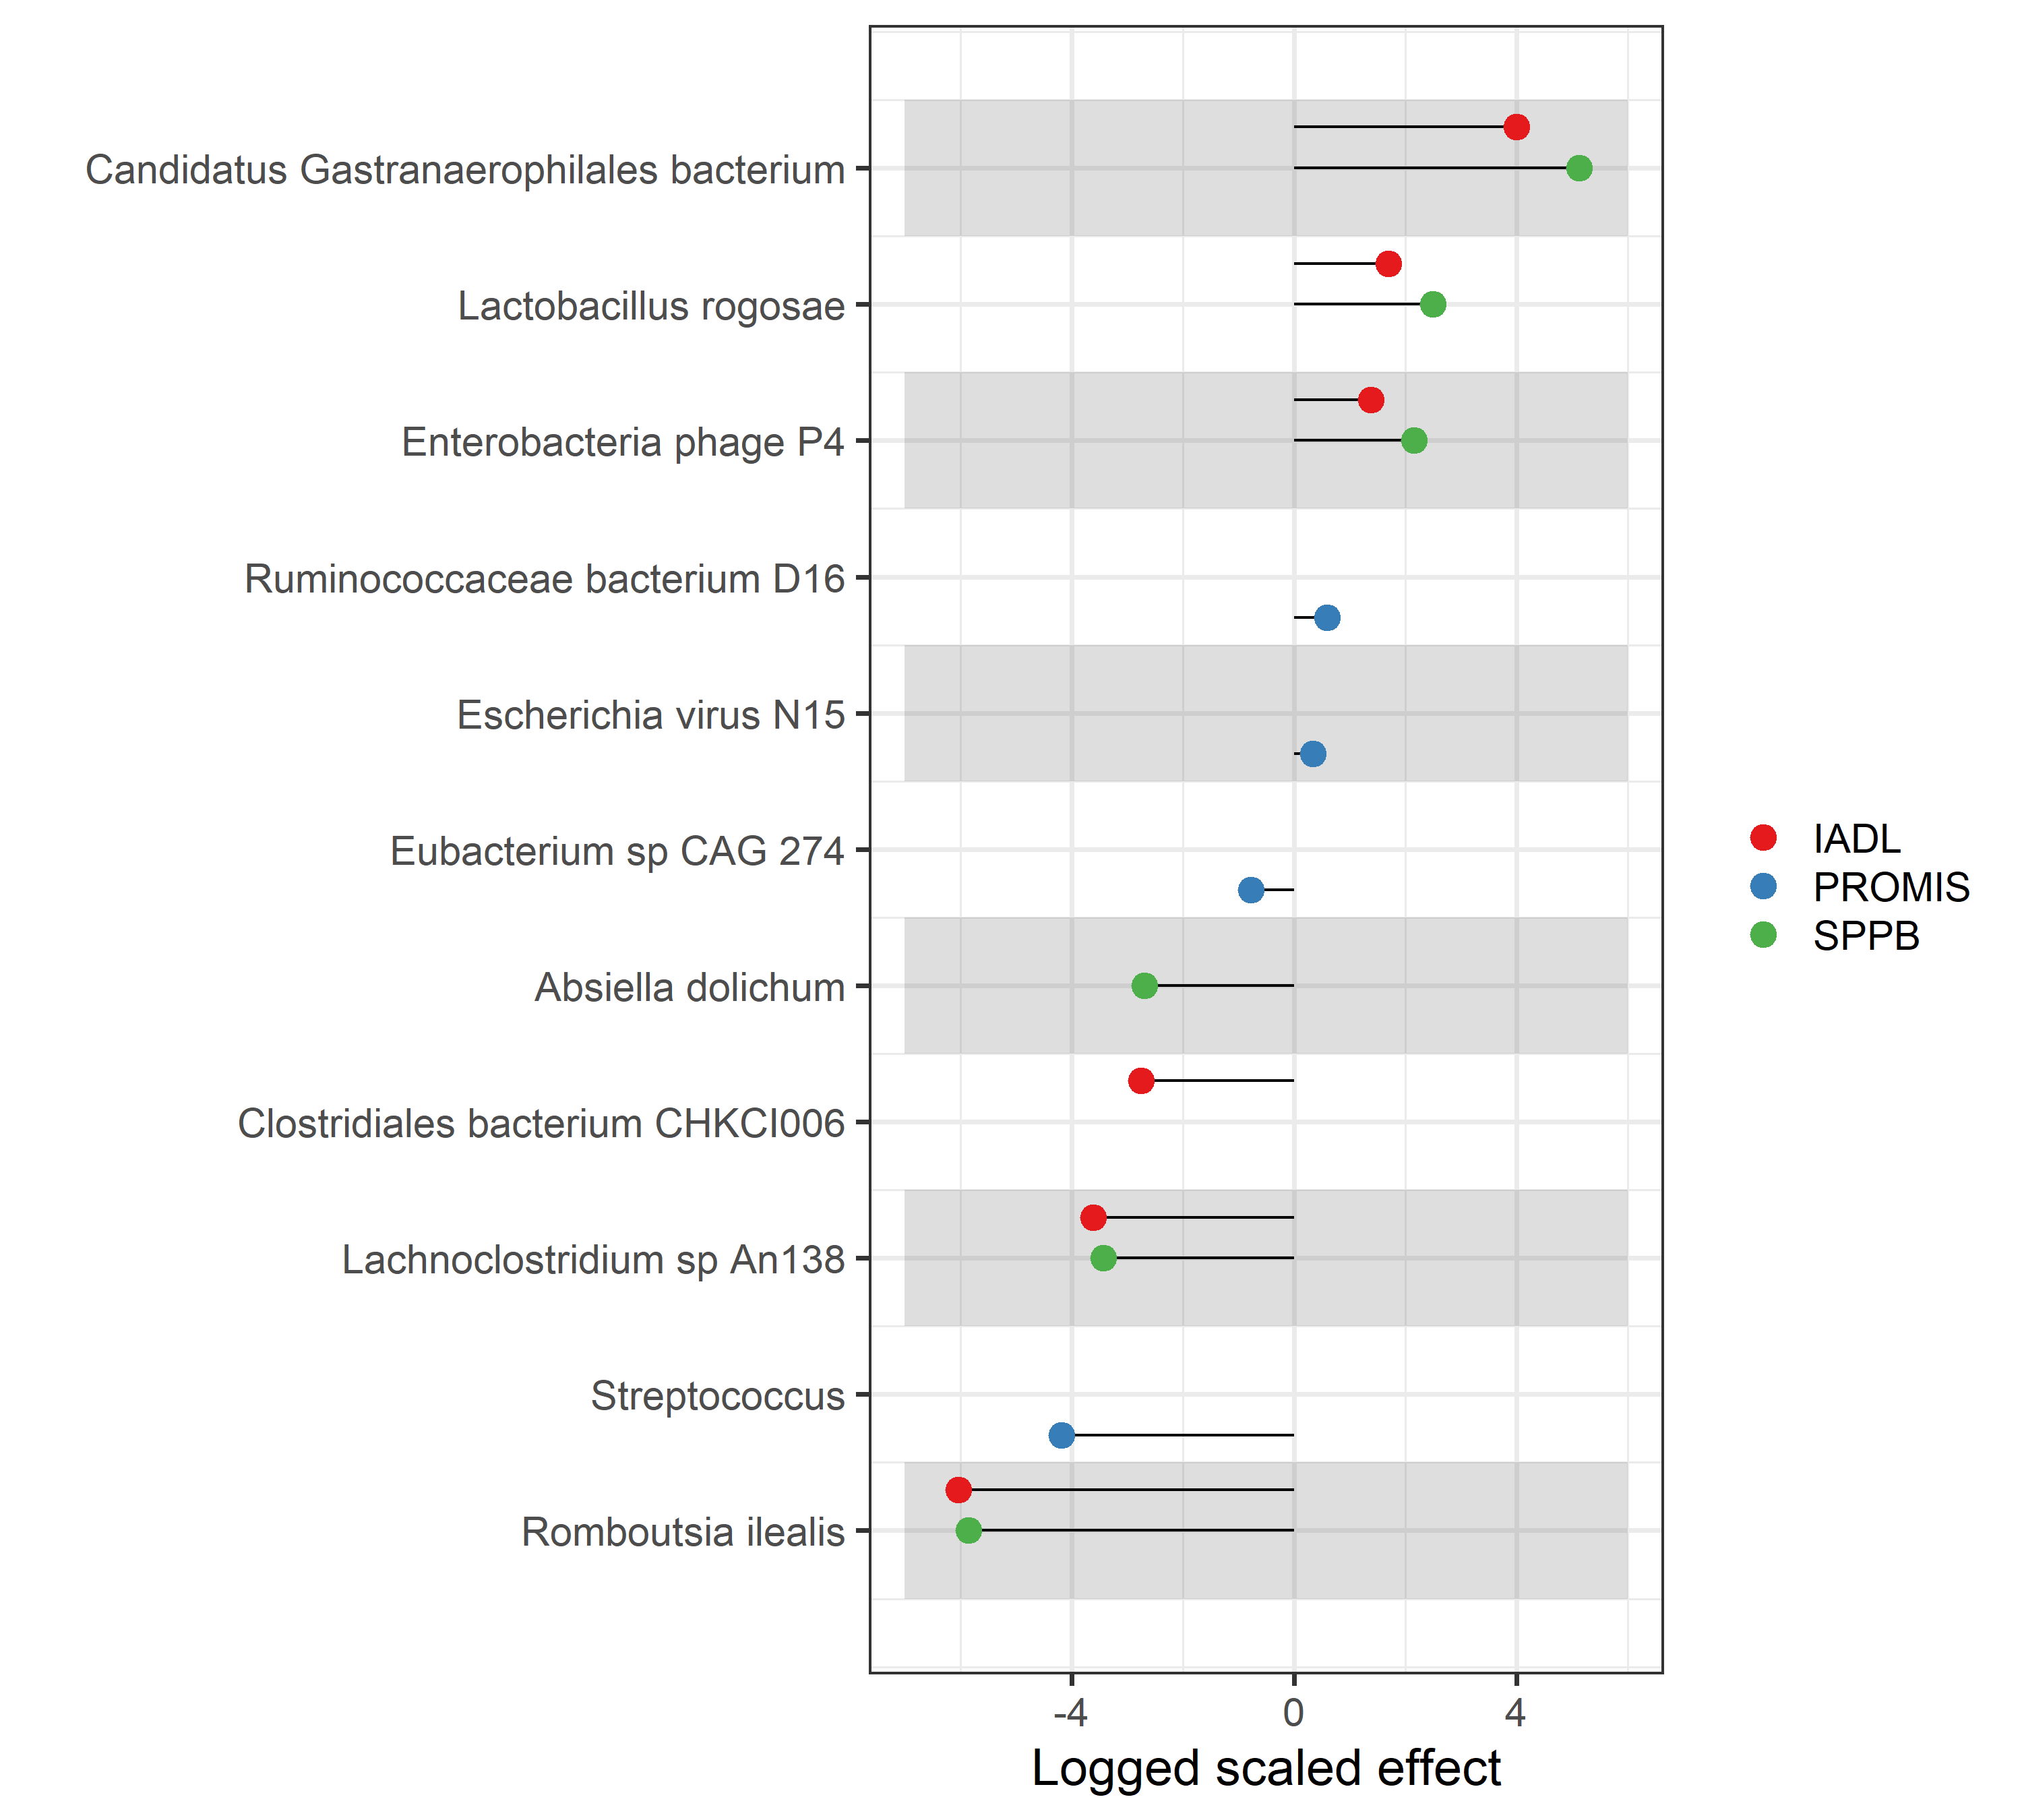 Candidatus Gastranaerophilales bacterium
Lactobacillus rogosae
Enterobacteria phage P4
Ruminococcaceae bacterium D16
Escherichia virus N15
Eubacterium sp CAG 274
Absiella dolichum
Clostridiales bacterium CHKCI006
Lachnoclostridium sp An138
Streptococcus
Romboutsia ilealis
IADL
PROMIS
SPPB
-4 0 4
Logged scaled effect